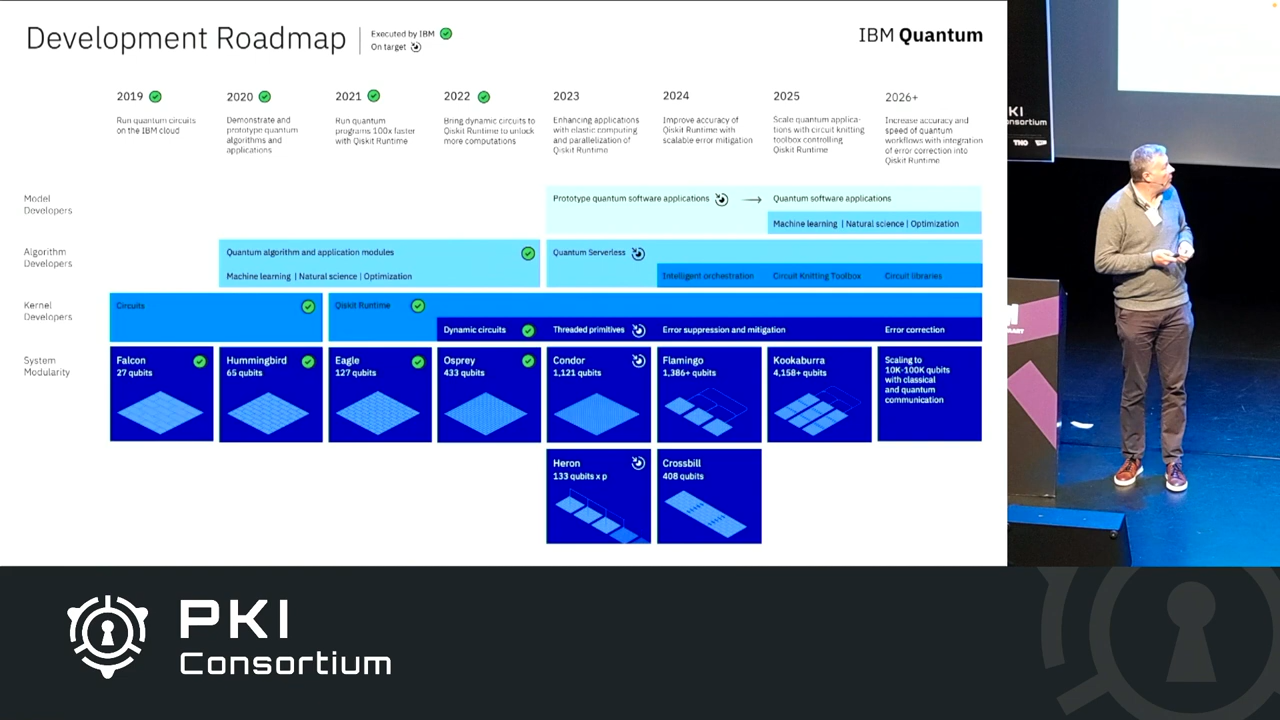 Development Roadmap
Executed by IBM
On target
IBM Quantum
2019
Run quantum circuits
on the IBM cloud
2020
Demonstrate and
prototype quantum
algorithms and
applications
2021
Run quantum
programs 100x faster
with Qiskit Runtime
2022
Bring dynamic circuits to
Qiskit Runtime to unlock
more computations
2023
Enhancing applications
with elastic computing
and parallelization of
Qiskit Runtime
2024
Improve accuracy of
Qiskit Runtime with
scalable error mitigation
2025
Scale quantum applica-
tions with circuit knitting
toolbox controlling
Qiskit Runtime
2026+
Increase accuracy and
speed of quantum
workflows with integration
of error correction into
Qiskit Runtime
Model
Developers
Prototype quantum software applications
Quantum software applications
Machine learning | Natural science | Optimization
Algorithm
Developers
Quantum algorithm and application modules
Machine learning | Natural science | Optimization
Quantum Serverless
Intelligent orchestration
Circuit Knitting Toolbox
Circuit libraries
Kernel
Developers
Circuits
Qiskit Runtime
Dynamic circuits
Threaded primitives
Error suppression and mitigation
Error correction
System
Modularity
Falcon
27 qubits
Hummingbird
65 qubits
Eagle
127 qubits
Osprey
433 qubits
Condor
1,121 qubits
Flamingo
1,386+ qubits
Kookaburra
4,158+ qubits
Scaling to
10K-100K qubits
with classical
and quantum
communication
Heron
133 qubits x p
Crossbill
408 qubits
PKI
Consortium
PKI
onsortium
TNO